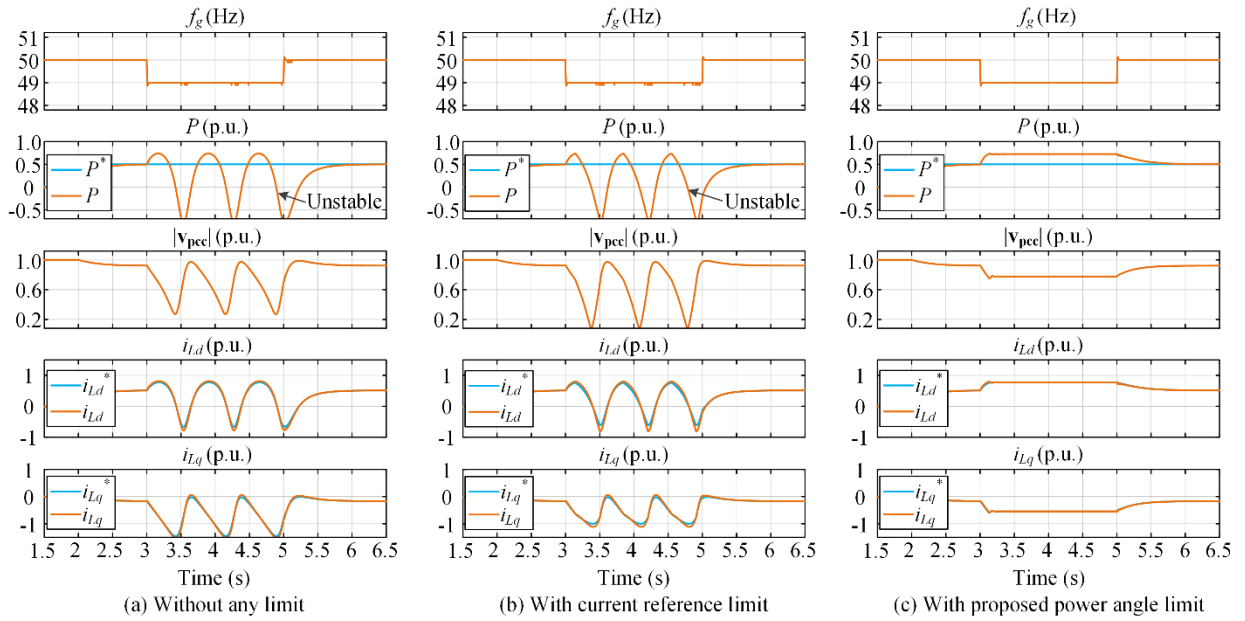 f_g (Hz)
51
50
49
48
P (p.u.)
1.0
0.5
0
-0.5
P*
P
Unstable
|v_pcc| (p.u.)
1.0
0.6
0.2
i_Ld (p.u.)
1
0
-1
i_Ld*
i_Ld
i_Lq (p.u.)
1
0
-1
i_Lq*
i_Lq
1.5 2 2.5 3 3.5 4 4.5 5 5.5 6 6.5
Time (s)
(a) Without any limit
f_g (Hz)
51
50
49
48
P (p.u.)
1.0
0.5
0
-0.5
P*
P
Unstable
|v_pcc| (p.u.)
1.0
0.6
0.2
i_Ld (p.u.)
1
0
-1
i_Ld*
i_Ld
i_Lq (p.u.)
1
0
-1
i_Lq*
i_Lq
1.5 2 2.5 3 3.5 4 4.5 5 5.5 6 6.5
Time (s)
(b) With current reference limit
f_g (Hz)
51
50
49
48
P (p.u.)
1.0
0.5
0
-0.5
P*
P
|v_pcc| (p.u.)
1.0
0.6
0.2
i_Ld (p.u.)
1
0
-1
i_Ld*
i_Ld
i_Lq (p.u.)
1
0
-1
i_Lq*
i_Lq
1.5 2 2.5 3 3.5 4 4.5 5 5.5 6 6.5
Time (s)
(c) With proposed power angle limit